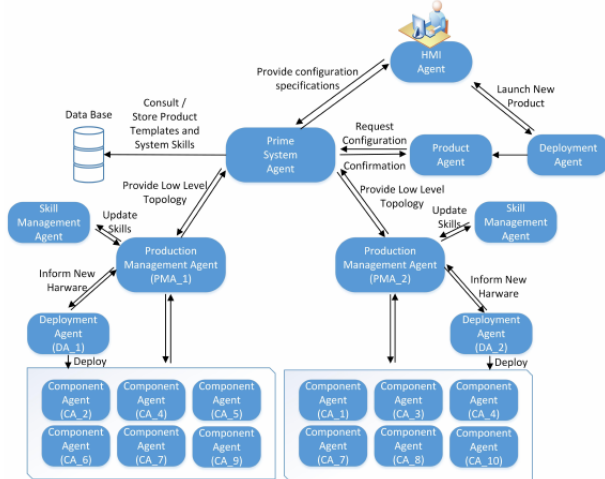 HMI
Agent
Provide configuration
specifications
Launch New
Product
Data Base
Consult /
Store Product
Templates and
System Skills
Prime
System
Agent
Request
Configuration
Confirmation
Product
Agent
Deployment
Agent
Provide Low Level
Topology
Provide Low Level
Topology
Skill
Management
Agent
Update
Skills
Production
Management Agent
(PMA_1)
Production
Management Agent
(PMA_2)
Update
Skills
Skill
Management
Agent
Inform New
Harware
Inform New
Harware
Deployment
Agent
(DA_1)
Deploy
Deployment
Agent
(DA_2)
Deploy
Component
Agent
(CA_2)
Component
Agent
(CA_4)
Component
Agent
(CA_5)
Component
Agent
(CA_6)
Component
Agent
(CA_7)
Component
Agent
(CA_9)
Component
Agent
(CA_1)
Component
Agent
(CA_3)
Component
Agent
(CA_4)
Component
Agent
(CA_7)
Component
Agent
(CA_8)
Component
Agent
(CA_10)